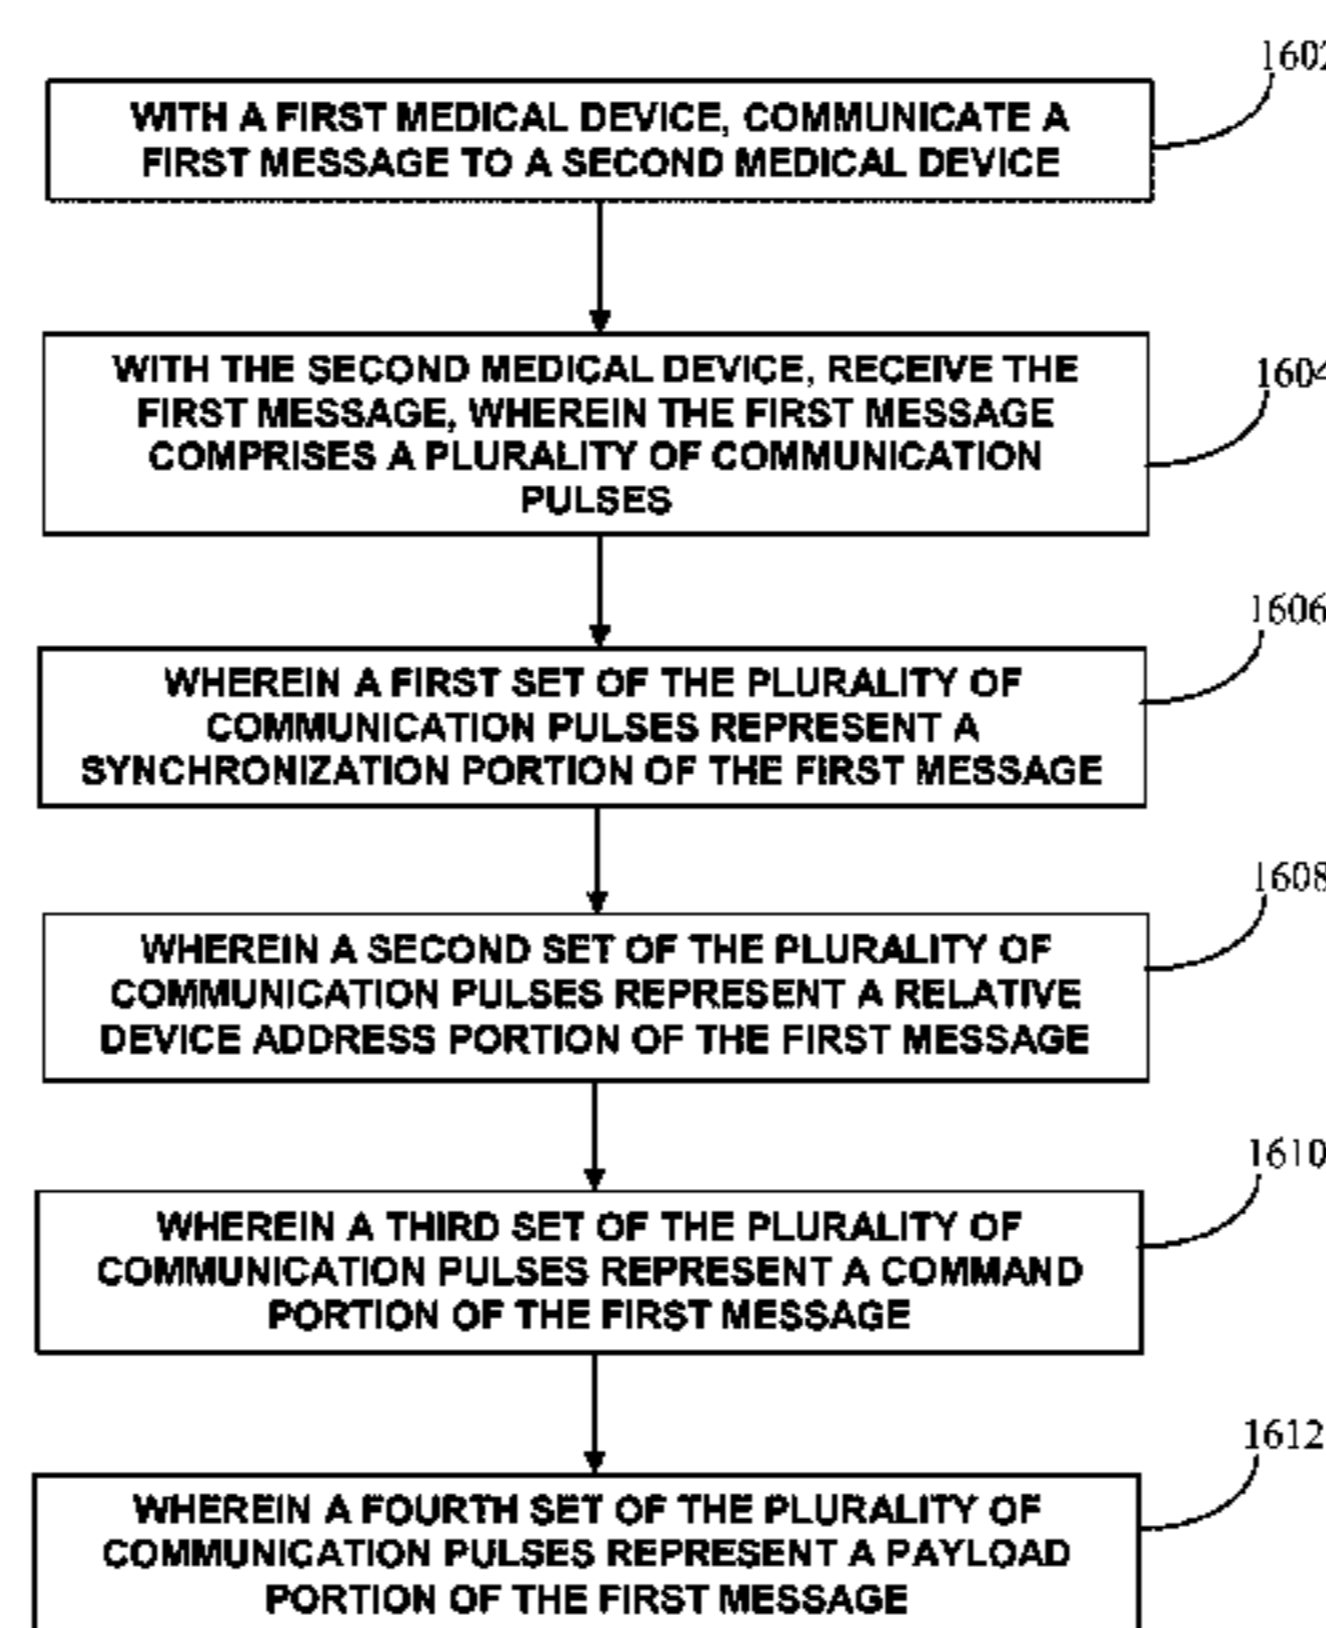 1602
WITH A FIRST MEDICAL DEVICE, COMMUNICATE A
FIRST MESSAGE TO A SECOND MEDICAL DEVICE
WITH THE SECOND MEDICAL DEVICE, RECEIVE THE
1604
FIRST MESSAGE, WHEREIN THE FIRST MESSAGE
COMPRISES A PLURALITY OF COMMUNICATION
PULSES
1606
WHEREIN A FIRST SET OF THE PLURALITY OF
COMMUNICATION PULSES REPRESENT A
SYNCHRONIZATION PORTION OF THE FIRST MESSAGE
1608
WHEREIN A SECOND SET OF THE PLURALITY OF
COMMUNICATION PULSES REPRESENT A RELATIVE
DEVICE ADDRESS PORTION OF THE FIRST MESSAGE
1610
WHEREIN A THIRD SET OF THE PLURALITY OF
COMMUNICATION PULSES REPRESENT A COMMAND
PORTION OF THE FIRST MESSAGE
1612
WHEREIN A FOURTH SET OF THE PLURALITY OF
COMMUNICATION PULSES REPRESENT A PAYLOAD
PORTION OF THE FIRST MESSAGE